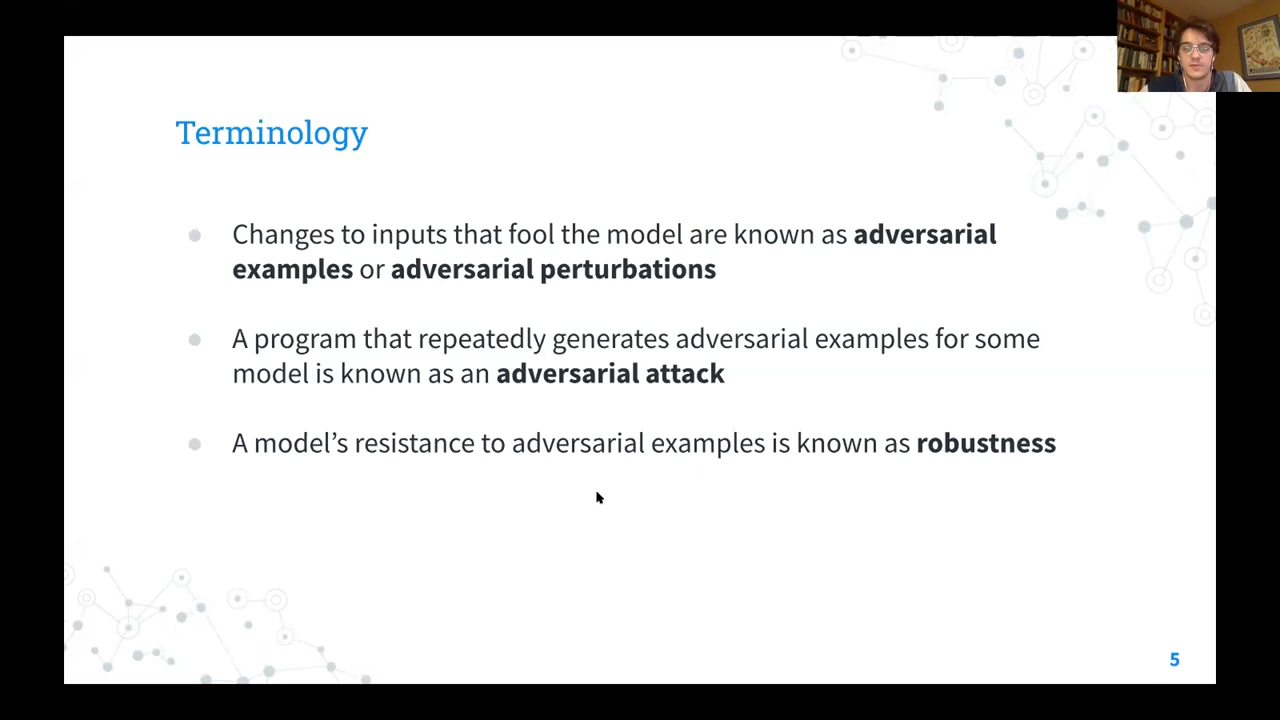 Terminology
Changes to inputs that fool the model are known as adversarial
examples or adversarial perturbations
A program that repeatedly generates adversarial examples for some
model is known as an adversarial attack
A model’s resistance to adversarial examples is known as robustness
5